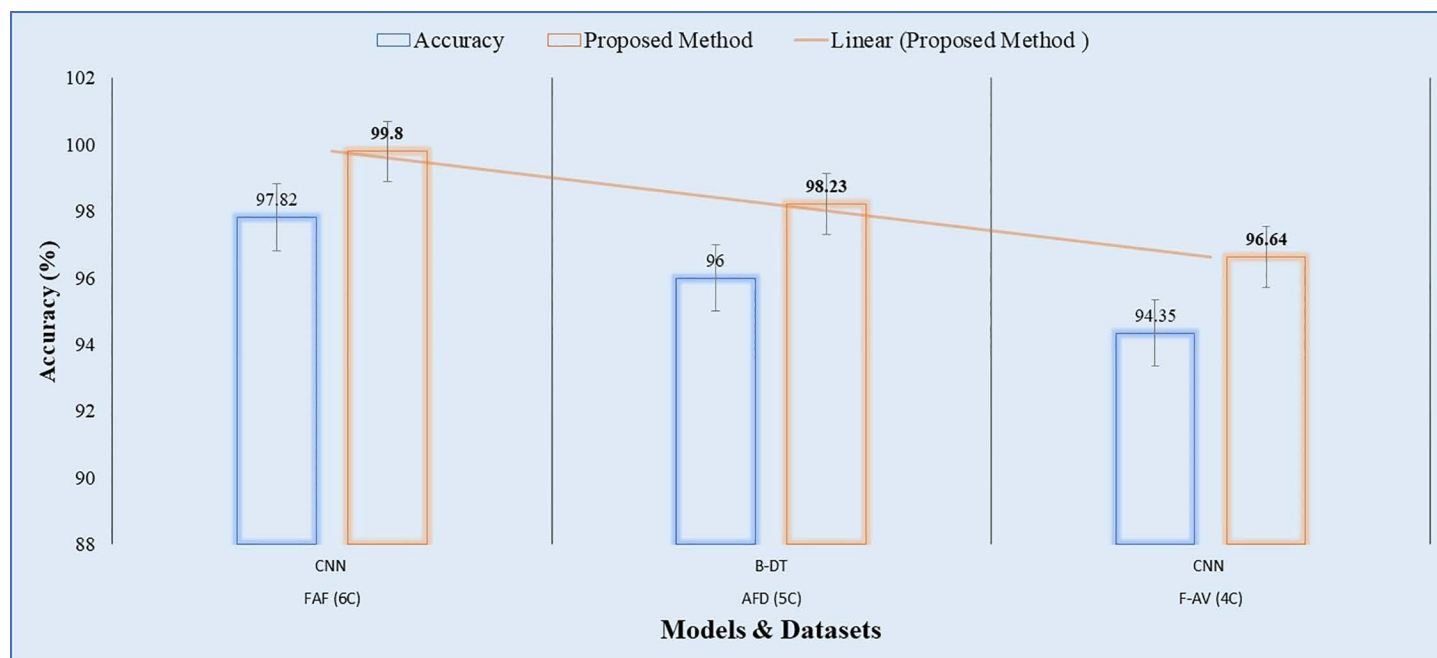 Accuracy Proposed Method Linear (Proposed Method )
102
100
98
96
94
92
90
88
Accuracy (%)
97.82
99.8
96
98.23
94.35
96.64
CNN B-DT CNN
FAF (6C) AFD (5C) F-AV (4C)
Models & Datasets